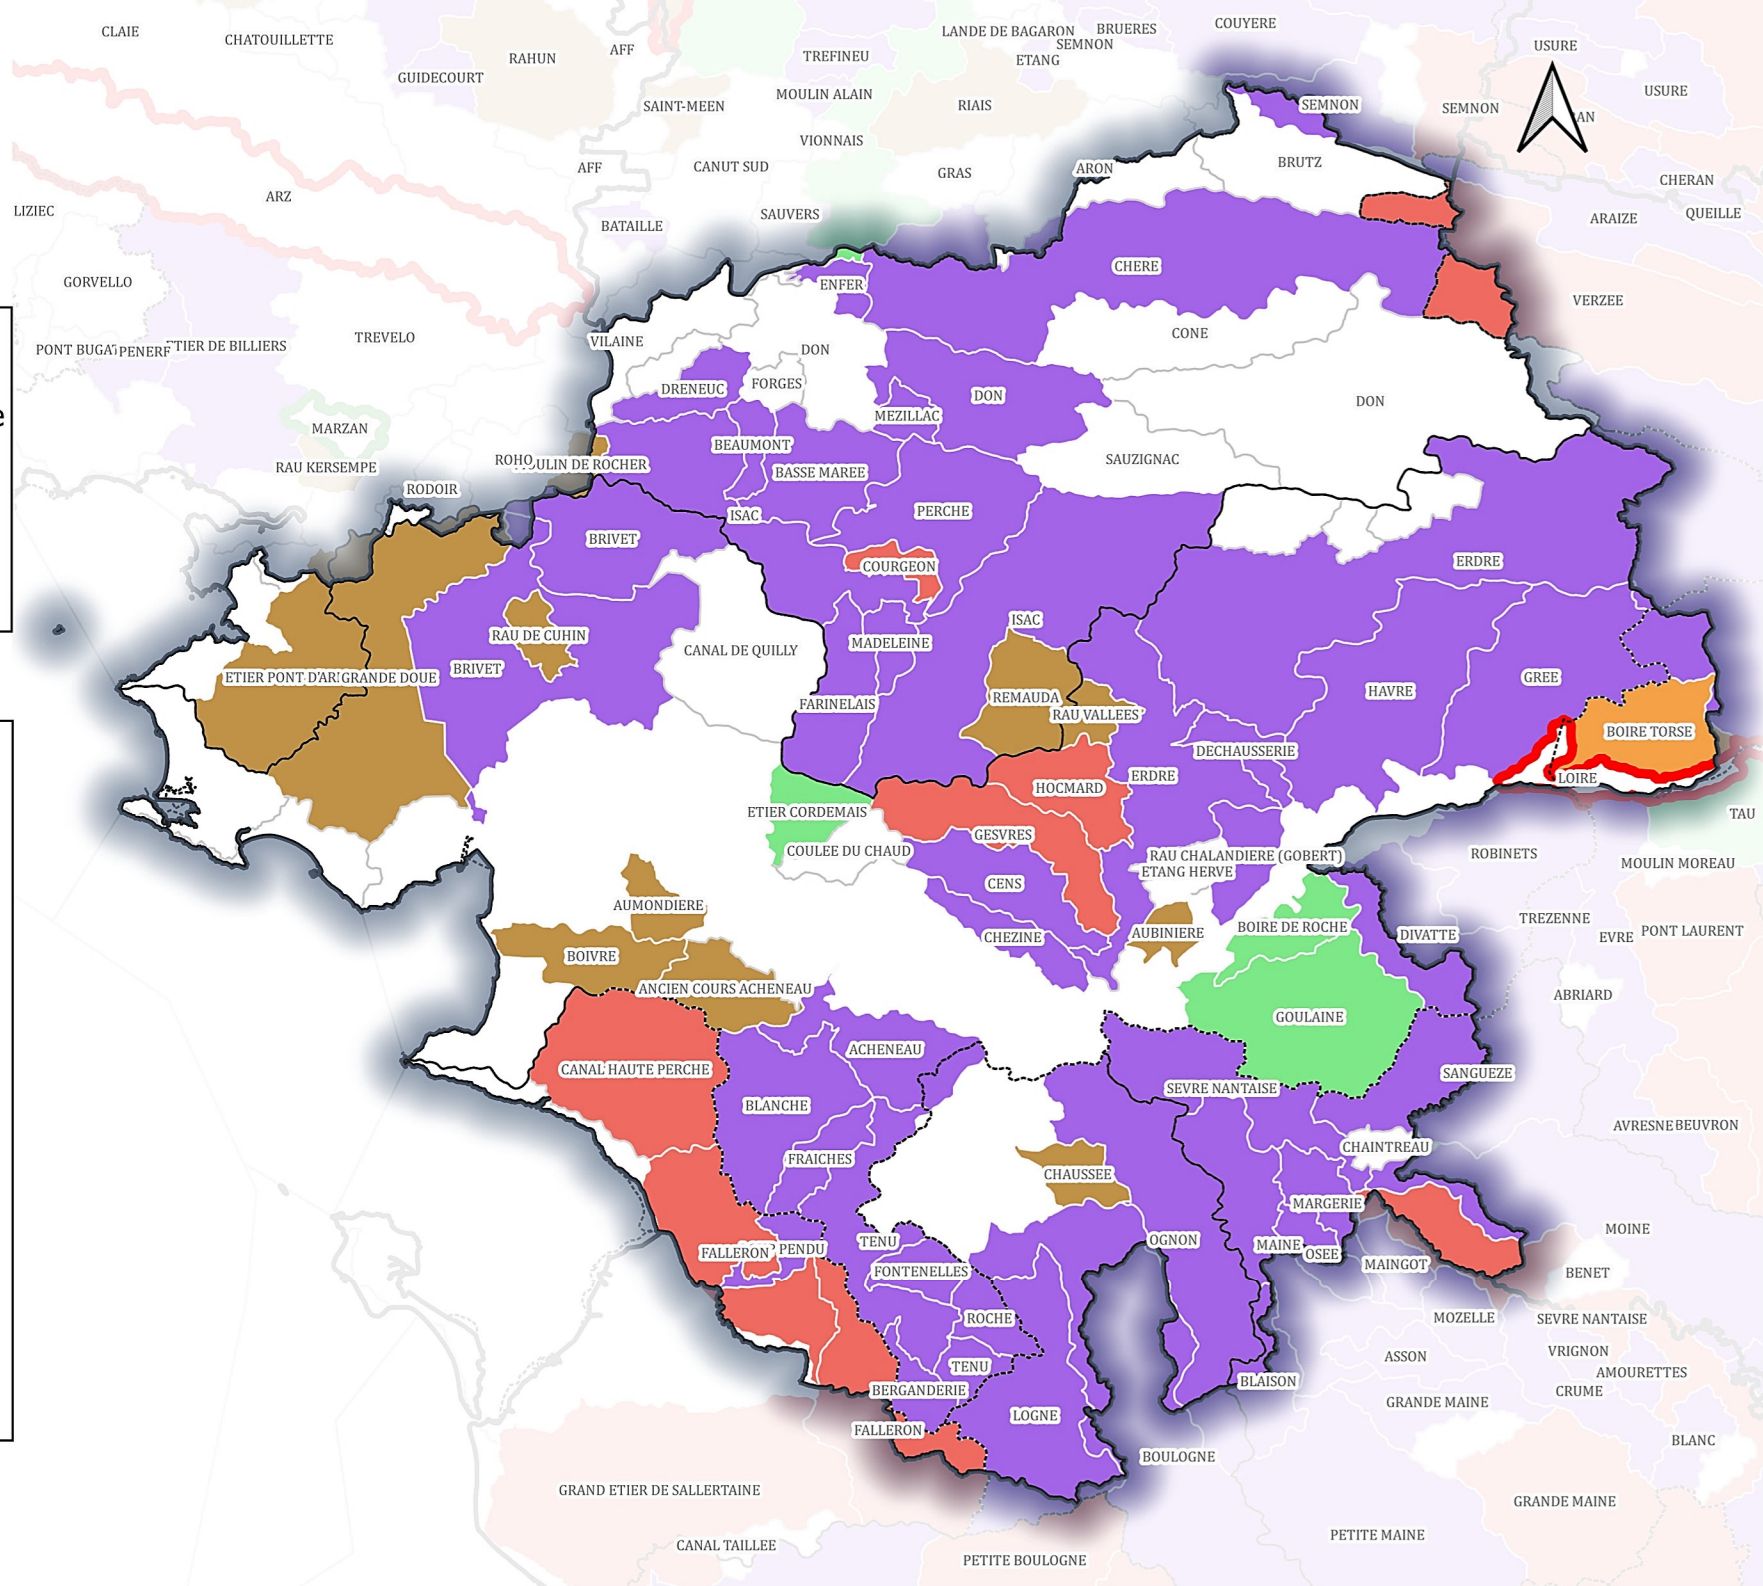 CLAIE
CHATOUILLETTE
GUIDECOURT
RAHUN
AFF
TREFINEU
LANDE DE BAGARON
SEMNON
ETANG
BRUERES
COUYERE
USURE
USURE
SAINT-MEEN
MOULIN ALAIN
RIAIS
SEMNON
SEMNON
VIONNAIS
AFF
CANUT SUD
GRAS
ARON
BRUTZ
CHERAN
ARZ
LIZIEC
BATAILLE
SAUVERS
ARAIZE
QUEILLE
GORVELLO
ENFER
CHERE
VERZEE
PONT BUGAT
PENERF
ETIER DE BILLIERS
TREVELO
VILAINE
DON
CONE
DRENEUC
FORGES
MEZILLAC
DON
DON
MARZAN
RAU KERSEMPE
ROHO
MOULIN DE ROCHER
BEAUMONT
BASSE MAREE
SAUZIGNAC
RODOIR
ISAC
PERCHE
BRIVET
COURGEON
ERDRE
RAU DE CUHIN
ISAC
CANAL DE QUILLY
MADELEINE
ETIER PONT D'AR
GRANDE DOUE
BRIVET
FARINELAIS
REMAUDA
RAU VALLEES
HAVRE
GREE
BOIRE TORSE
DECHAUSSERIE
ERDRE
LOIRE
HOCMARD
ETIER CORDEMAIS
GESVRES
TAU
COULEE DU CHAUD
RAU CHALANDIERE (GOBERT)
ETANG HERVE
ROBINETS
MOULIN MOREAU
CENS
AUMONDIERE
TREZENNE
CHEZINE
AUBINIERE
BOIRE DE ROCHE
DIVATTE
EVRE
PONT LAURENT
BOIVRE
ANCIEN COURS ACHENEAU
ABRIARD
GOULAINE
ACHENEAU
CANAL HAUTE PERCHE
SEVRE NANTAISE
SANGUEZE
BLANCHE
AVRESNE
BEUVRON
FRAICHES
CHAINTREAU
CHAUSSEE
MARGERIE
FALLERON
PENDU
TENU
OGNON
MAINE
OSEE
MOINE
FONTENELLES
MAINGOT
BENET
ROCHE
MOZELLE
SEVRE NANTAISE
TENU
ASSON
VRIGNON
AMOURETTES
BERGANDERIE
BLAISON
CRUME
GRANDE MAINE
FALLERON
LOGNE
BLANC
BOULOGNE
GRAND ETIER DE SALLERTAINE
GRANDE MAINE
CANAL TAILLEE
PETITE BOULOGNE
PETITE MAINE